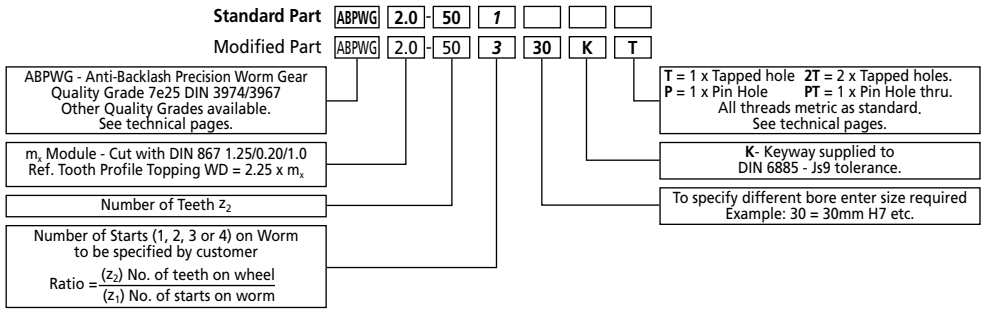 Standard Part ABPWG 2.0 - 50 1
Modified Part ABPWG 2.0 - 50 3 30 K T
ABPWG - Anti-Backlash Precision Worm Gear
Quality Grade 7e25 DIN 3974/3967
Other Quality Grades available.
See technical pages.
mx Module - Cut with DIN 867 1.25/0.20/1.0
Ref. Tooth Profile Topping WD = 2.25 x mx
Number of Teeth z2
Number of Starts (1, 2, 3 or 4) on Worm
to be specified by customer
Ratio = (z2) No. of teeth on wheel
(z1) No. of starts on worm
T = 1 x Tapped hole 2T = 2 x Tapped holes.
P = 1 x Pin Hole PT = 1 x Pin Hole thru.
All threads metric as standard.
See technical pages.
K- Keyway supplied to
DIN 6885 - Js9 tolerance.
To specify different bore enter size required
Example: 30 = 30mm H7 etc.